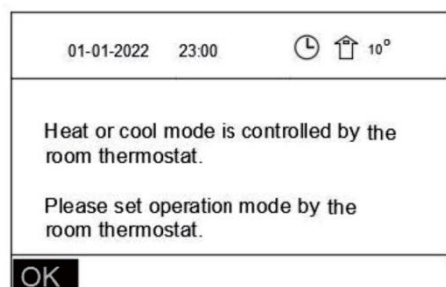 01-01-2022 23:00 10°
Heat or cool mode is controlled by the
room thermostat.
Please set operation mode by the
room thermostat.
OK